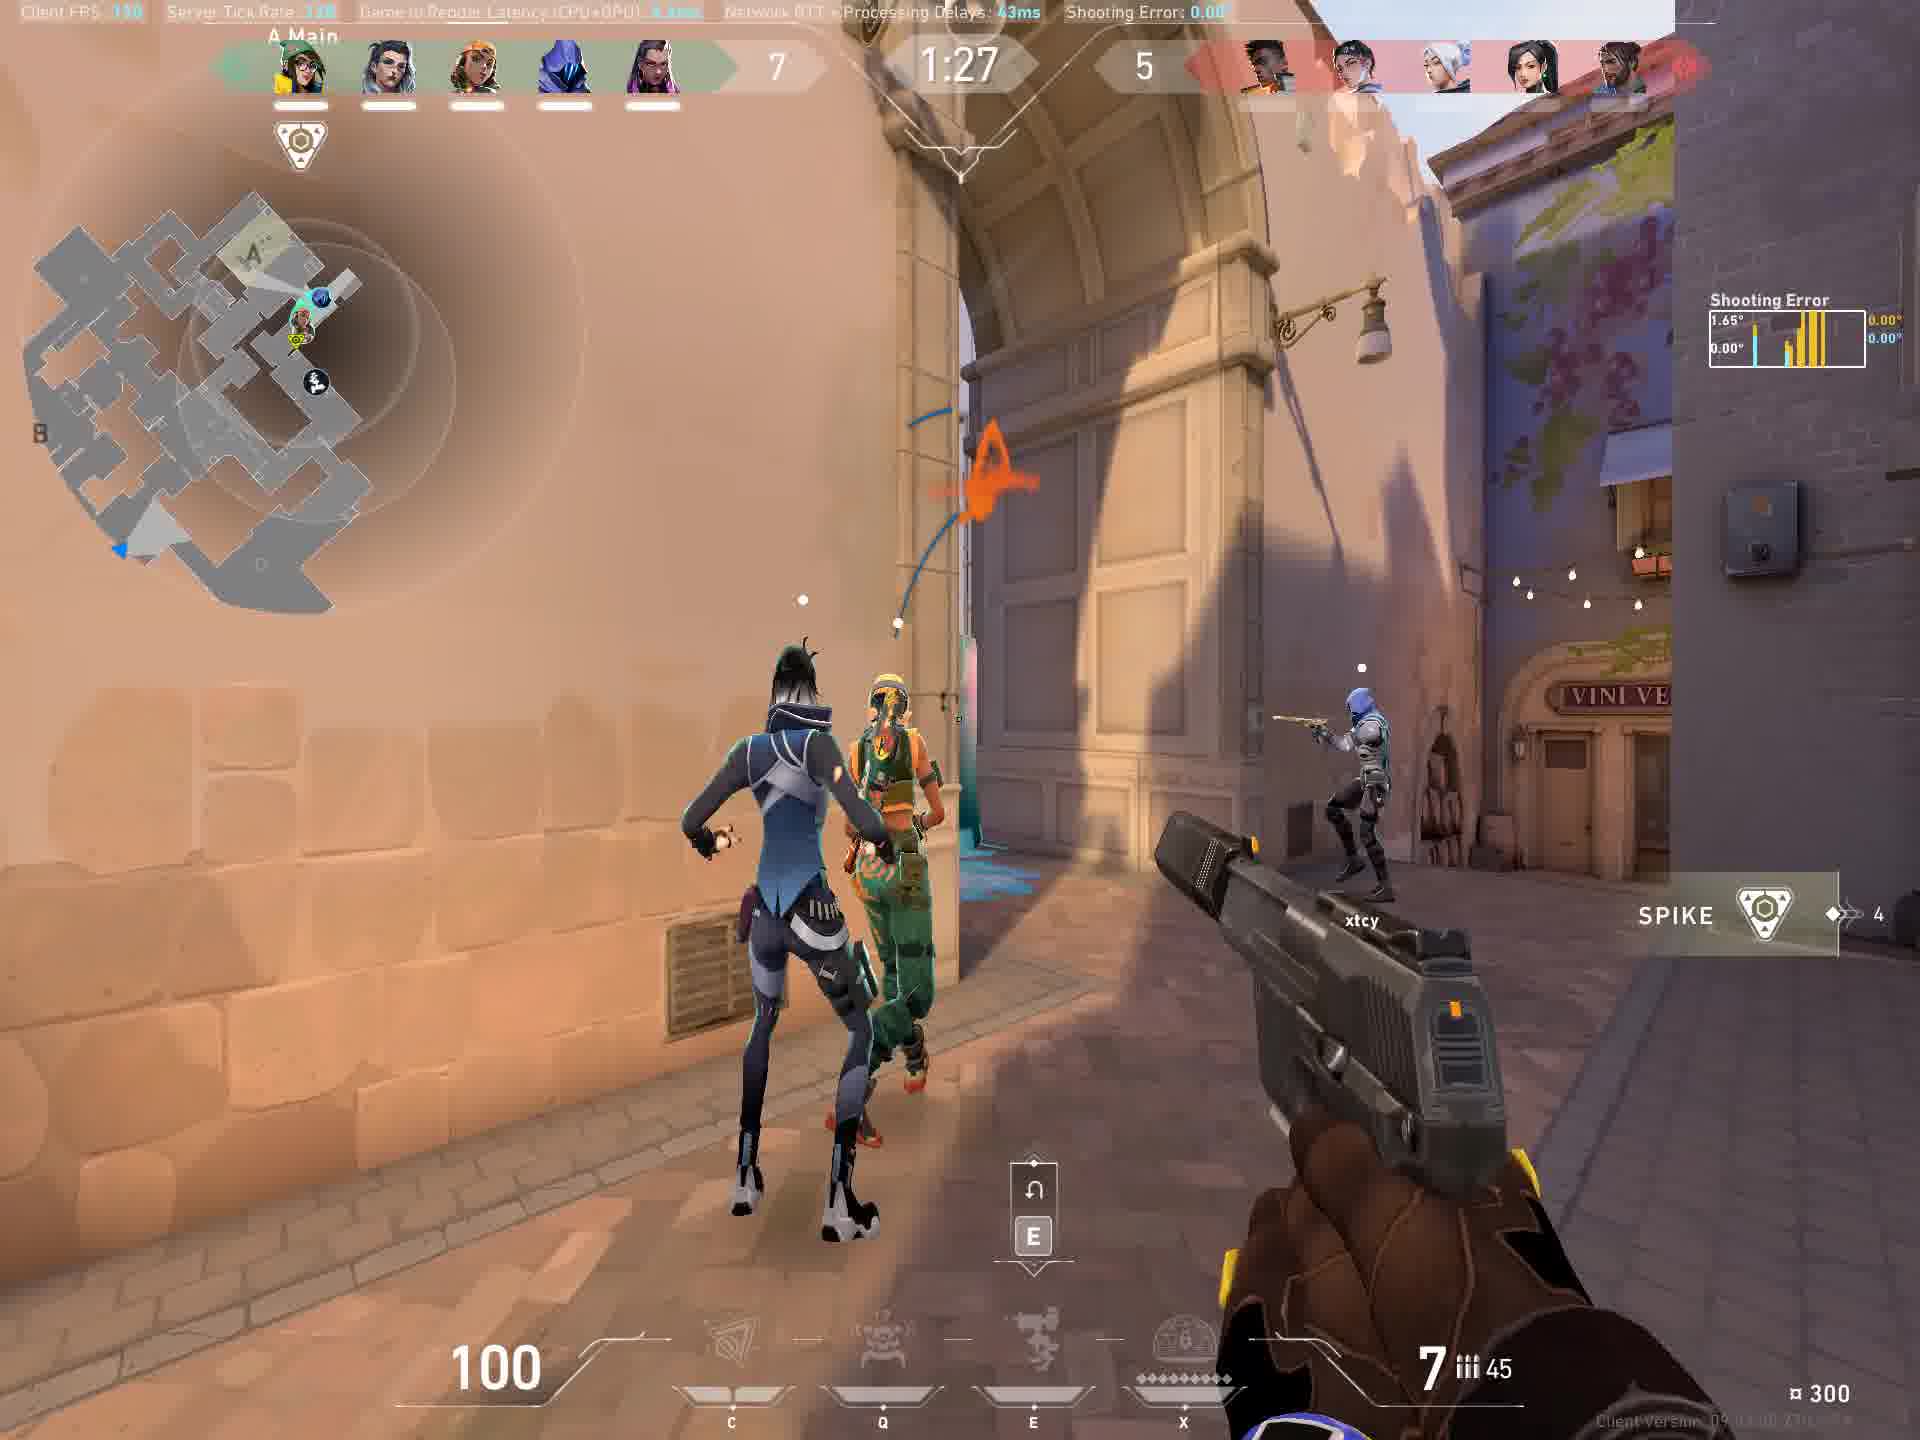 Client FPS: 130 Server Tick Rate: 128 Game to Render Latency (CPU+GPU): Network RTT + Processing Delays: 43ms Shooting Error: 0.00
A Main
7 1:27 5
A
B
Shooting Error
1.65° 0.00°
0.00° 0.00°
VINI VE
SPIKE 4
xtcy
E
100 7 45
¤ 300
C Q E X
Client Version: